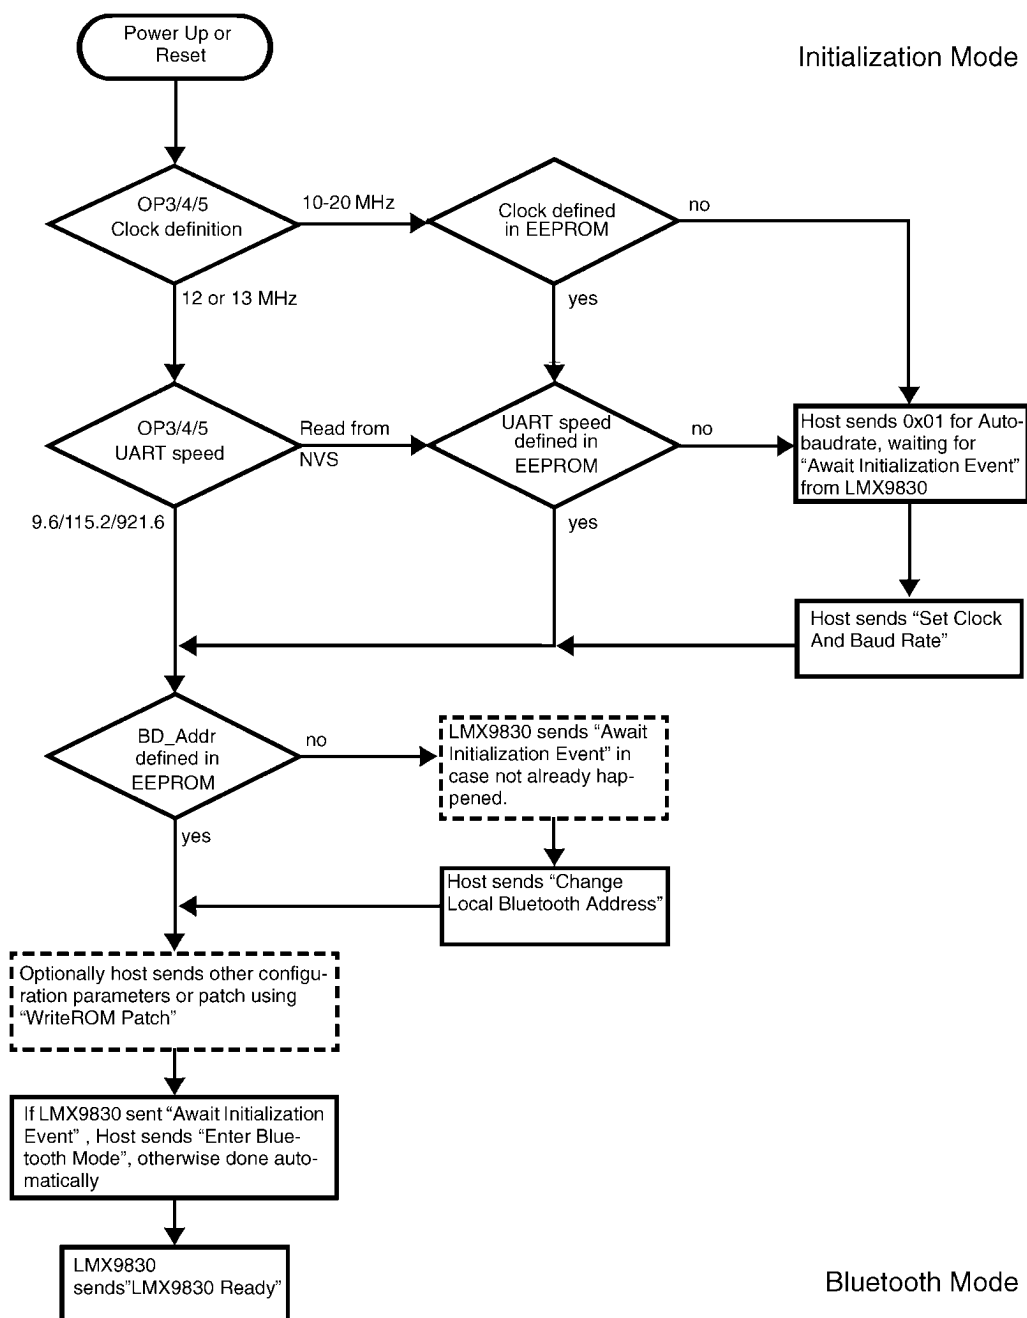 Power Up or
Reset
Initialization Mode
OP3/4/5
Clock definition
10-20 MHz
Clock defined
in EEPROM
no
12 or 13 MHz
yes
OP3/4/5
UART speed
Read from
NVS
UART speed
defined in
EEPROM
no
Host sends 0x01 for Auto-
baudrate, waiting for
“Await Initialization Event”
from LMX9830
9.6/115.2/921.6
yes
Host sends “Set Clock
And Baud Rate”
BD_Addr
defined in
EEPROM
no
LMX9830 sends “Await
Initialization Event” in
case not already hap-
pened.
yes
Host sends “Change
Local Bluetooth Address”
Optionally host sends other configu-
ration parameters or patch using
“WriteROM Patch”
If LMX9830 sent “Await Initialization
Event” , Host sends “Enter Blue-
tooth Mode”, otherwise done auto-
matically
LMX9830
sends”LMX9830 Ready”
Bluetooth Mode